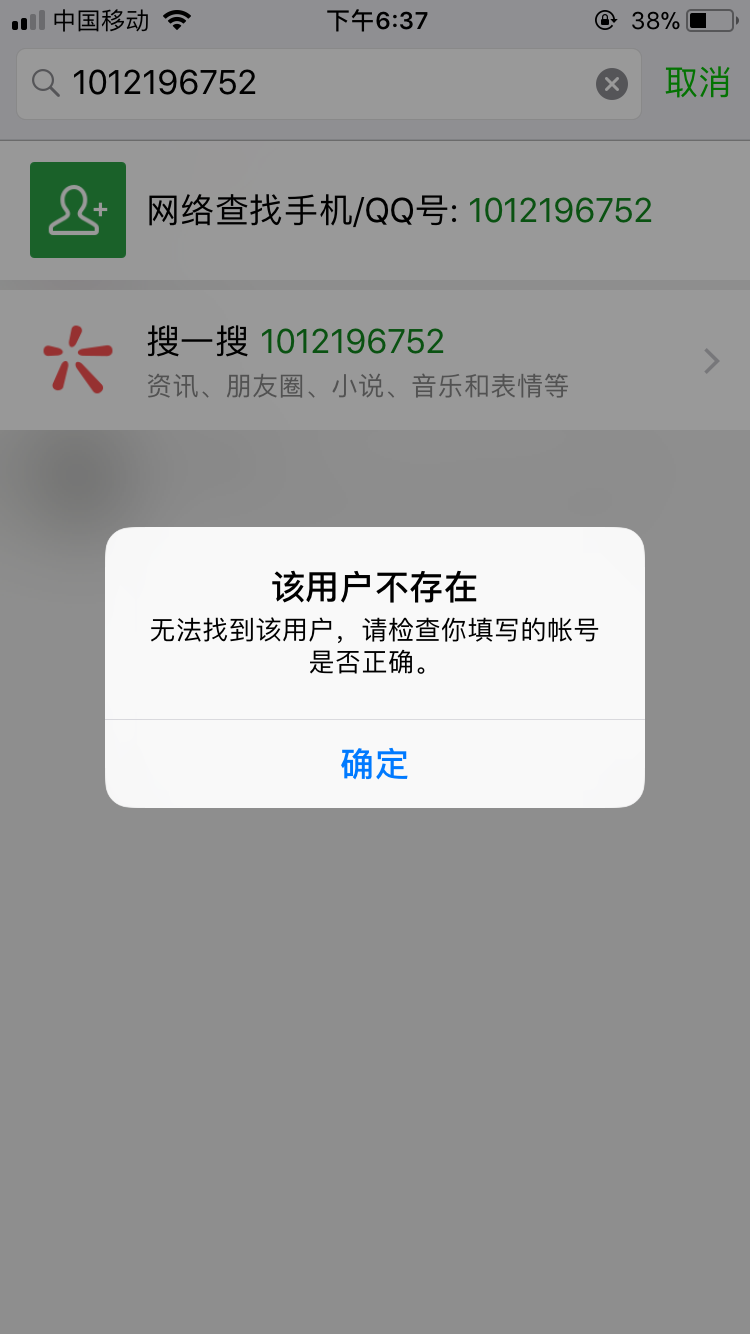 中国移动 下午6:37 38%
1012196752 取消
网络查找手机/QQ号: 1012196752
搜一搜 1012196752
资讯、朋友圈、小说、音乐和表情等
该用户不存在
无法找到该用户，请检查你填写的帐号
是否正确。
确定